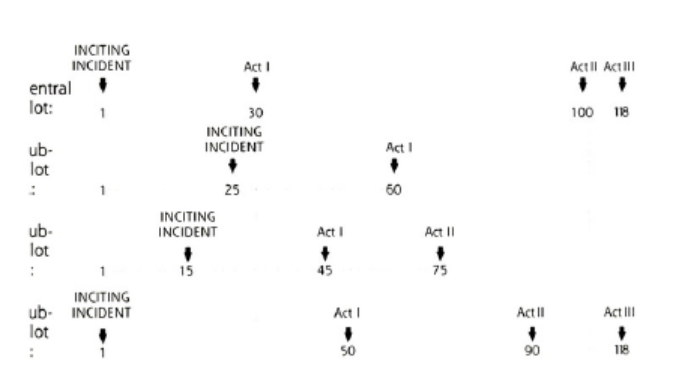 INCITING
INCIDENT Act I Act II Act III
entral
lot: 1 30 100 118
INCITING
ub- INCIDENT Act I
lot
: 1 25 60
INCITING
ub- INCIDENT Act I Act II
lot
: 1 15 45 75
INCITING
ub- INCIDENT Act I Act II Act III
lot
: 1 50 90 118